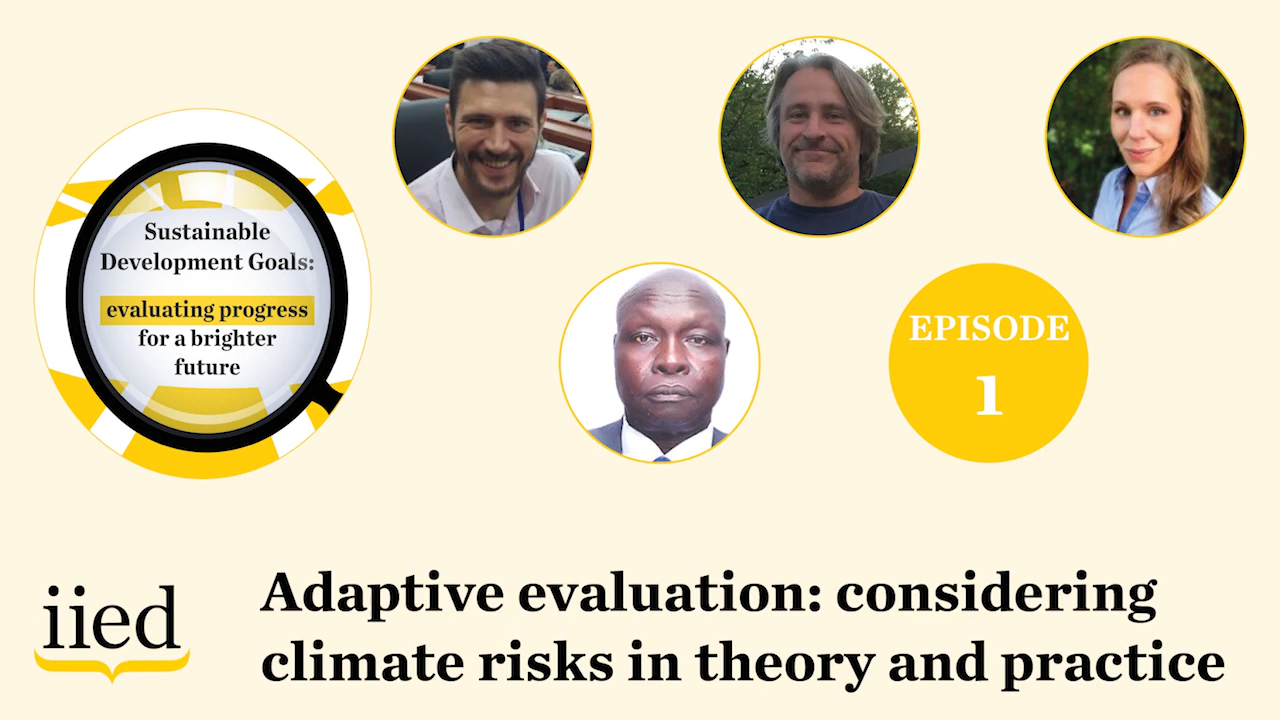 Sustainable
Development Goals:
evaluating progress
for a brighter
future
EPISODE
1
iied
Adaptive evaluation: considering
climate risks in theory and practice